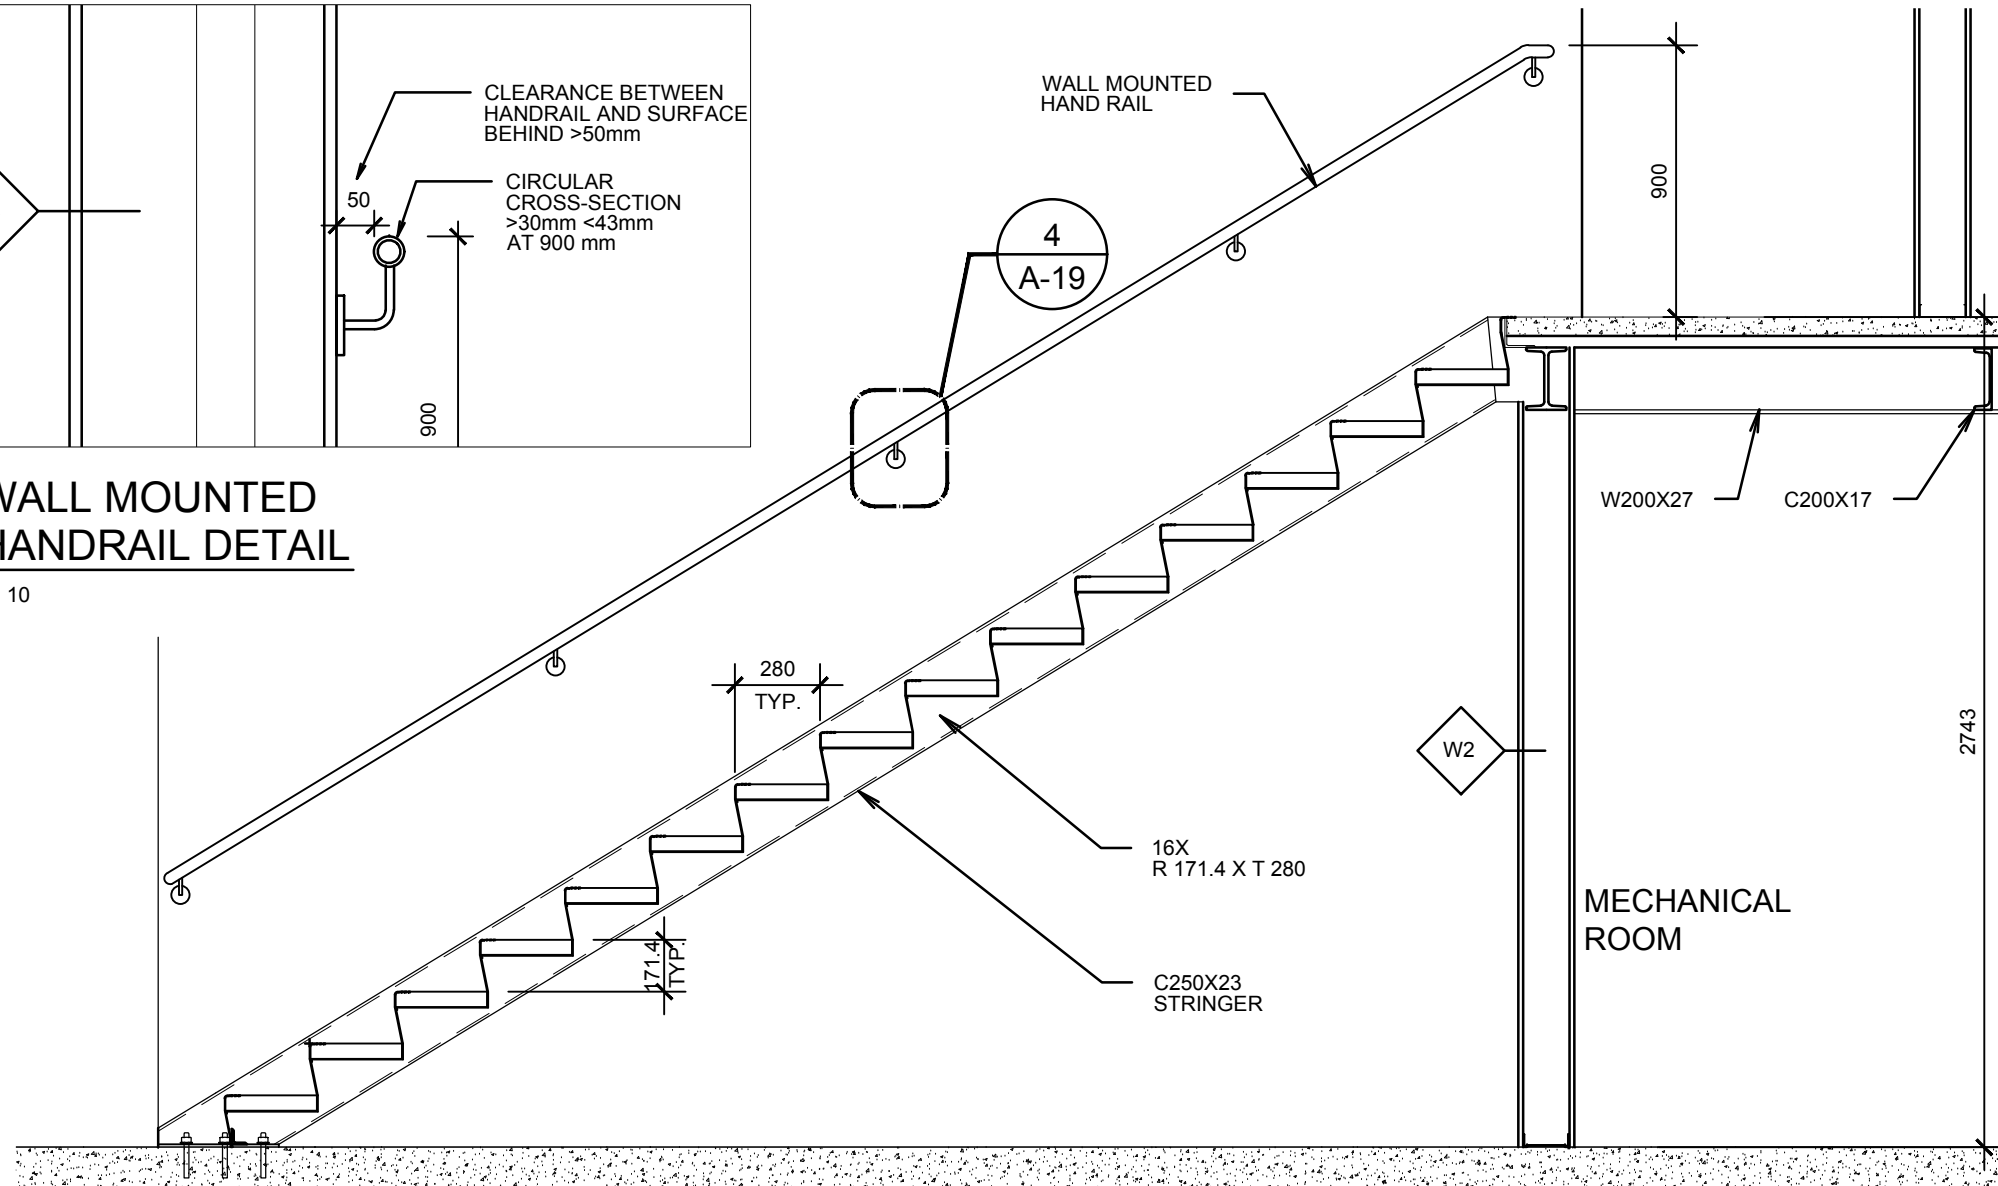 CLEARANCE BETWEEN
HANDRAIL AND SURFACE
BEHIND >50mm
50
CIRCULAR
CROSS-SECTION
>30mm <43mm
AT 900 mm
900
WALL MOUNTED
HANDRAIL DETAIL
10
WALL MOUNTED
HAND RAIL
4
A-19
900
W200X27
C200X17
280
TYP.
171.4
TYP.
16X
R 171.4 X T 280
C250X23
STRINGER
W2
MECHANICAL
ROOM
2743